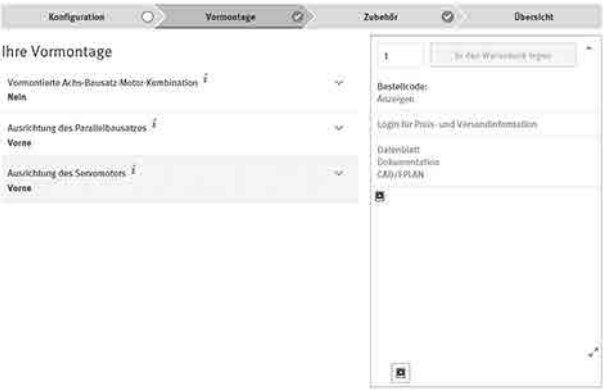 Konfiguration
Vormontage
Zubehör
Übersicht
Ihre Vormontage
Vormontierte Achs-Bausatz-Motor-Kombination i
Nein
Ausrichtung des Parallelbausatzes i
Vorne
Ausrichtung des Servomotors i
Vorne
1
In den Warenkorb legen
Bestellcode:
Anzeigen
Login für Preis- und Versandinformation
Datenblatt
Dokumentation
CAD/EPLAN